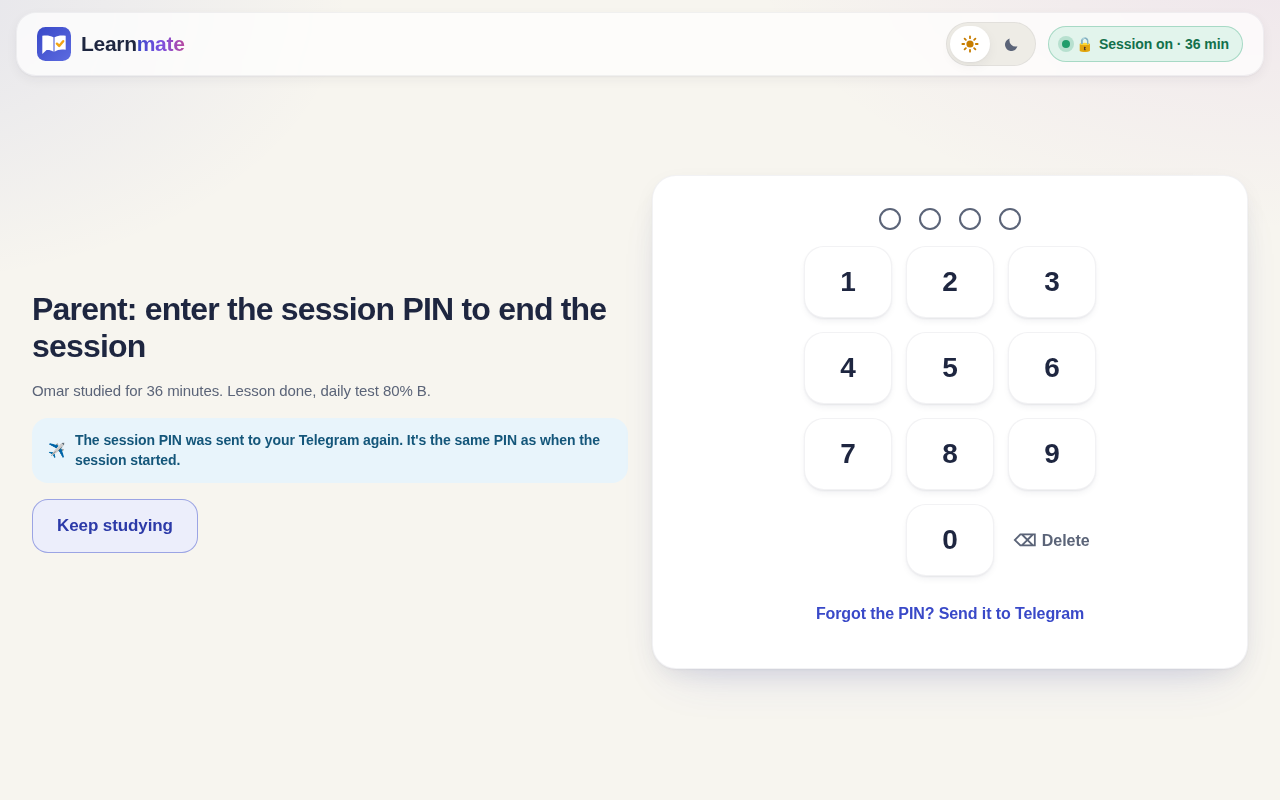 Learnmate
Session on · 36 min
Parent: enter the session PIN to end the
session
Omar studied for 36 minutes. Lesson done, daily test 80% B.
The session PIN was sent to your Telegram again. It's the same PIN as when the
session started.
Keep studying
1 2 3
4 5 6
7 8 9
0 ⌫ Delete
Forgot the PIN? Send it to Telegram